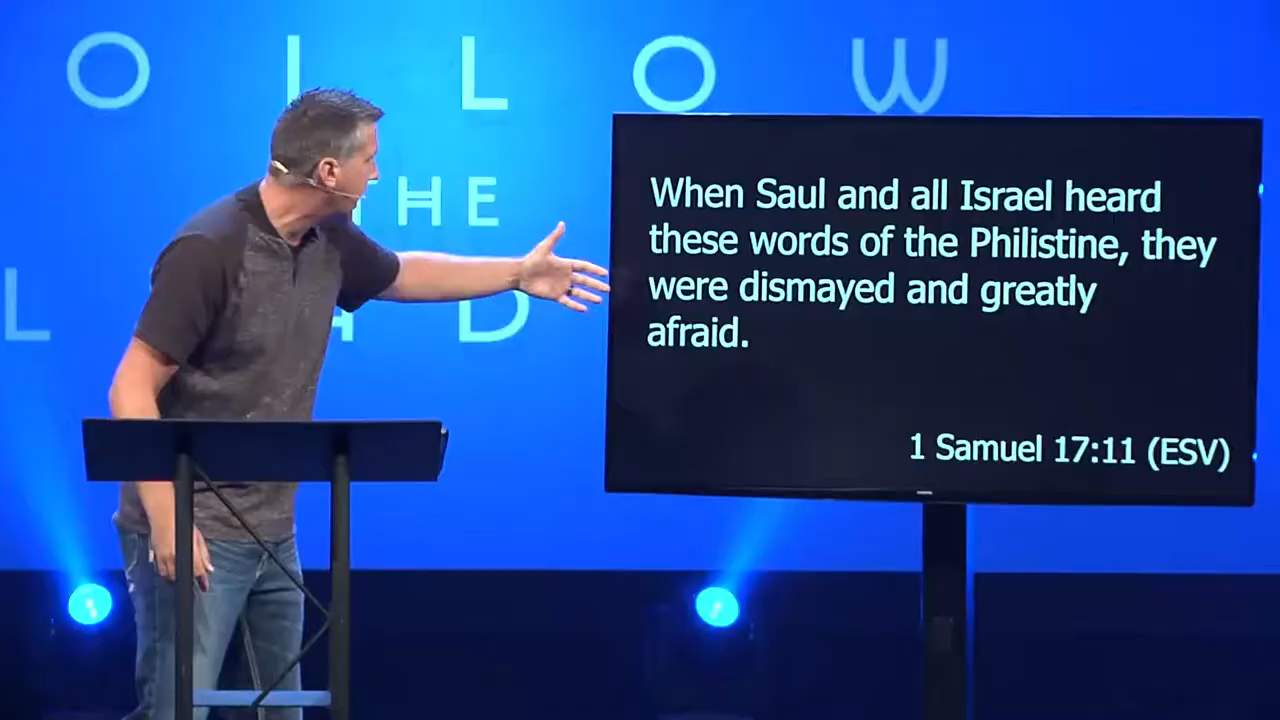 O L L O W
THE
L A D
When Saul and all Israel heard
these words of the Philistine, they
were dismayed and greatly
afraid.
1 Samuel 17:11 (ESV)